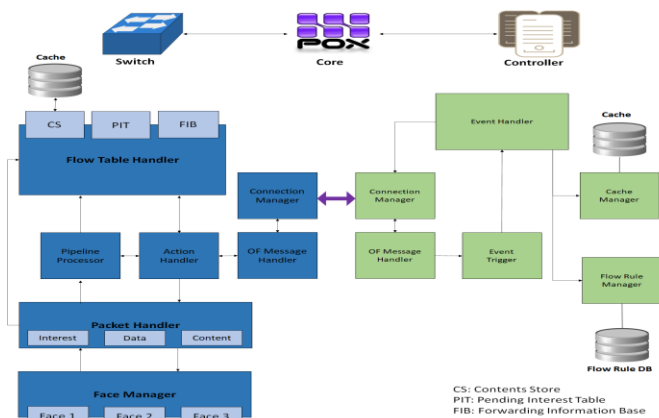 POX
Switch
Core
Controller
Cache
CS
PIT
FIB
Flow Table Handler
Event Handler
Cache
Connection
Manager
Connection
Manager
Cache
Manager
Pipeline
Processor
Action
Handler
OF Message
Handler
OF Message
Handler
Event
Trigger
Flow Rule
Manager
Packet Handler
Interest
Data
Content
Flow Rule DB
Face Manager
Face 1
Face 2
Face 3
CS: Contents Store
PIT: Pending Interest Table
FIB: Forwarding Information Base